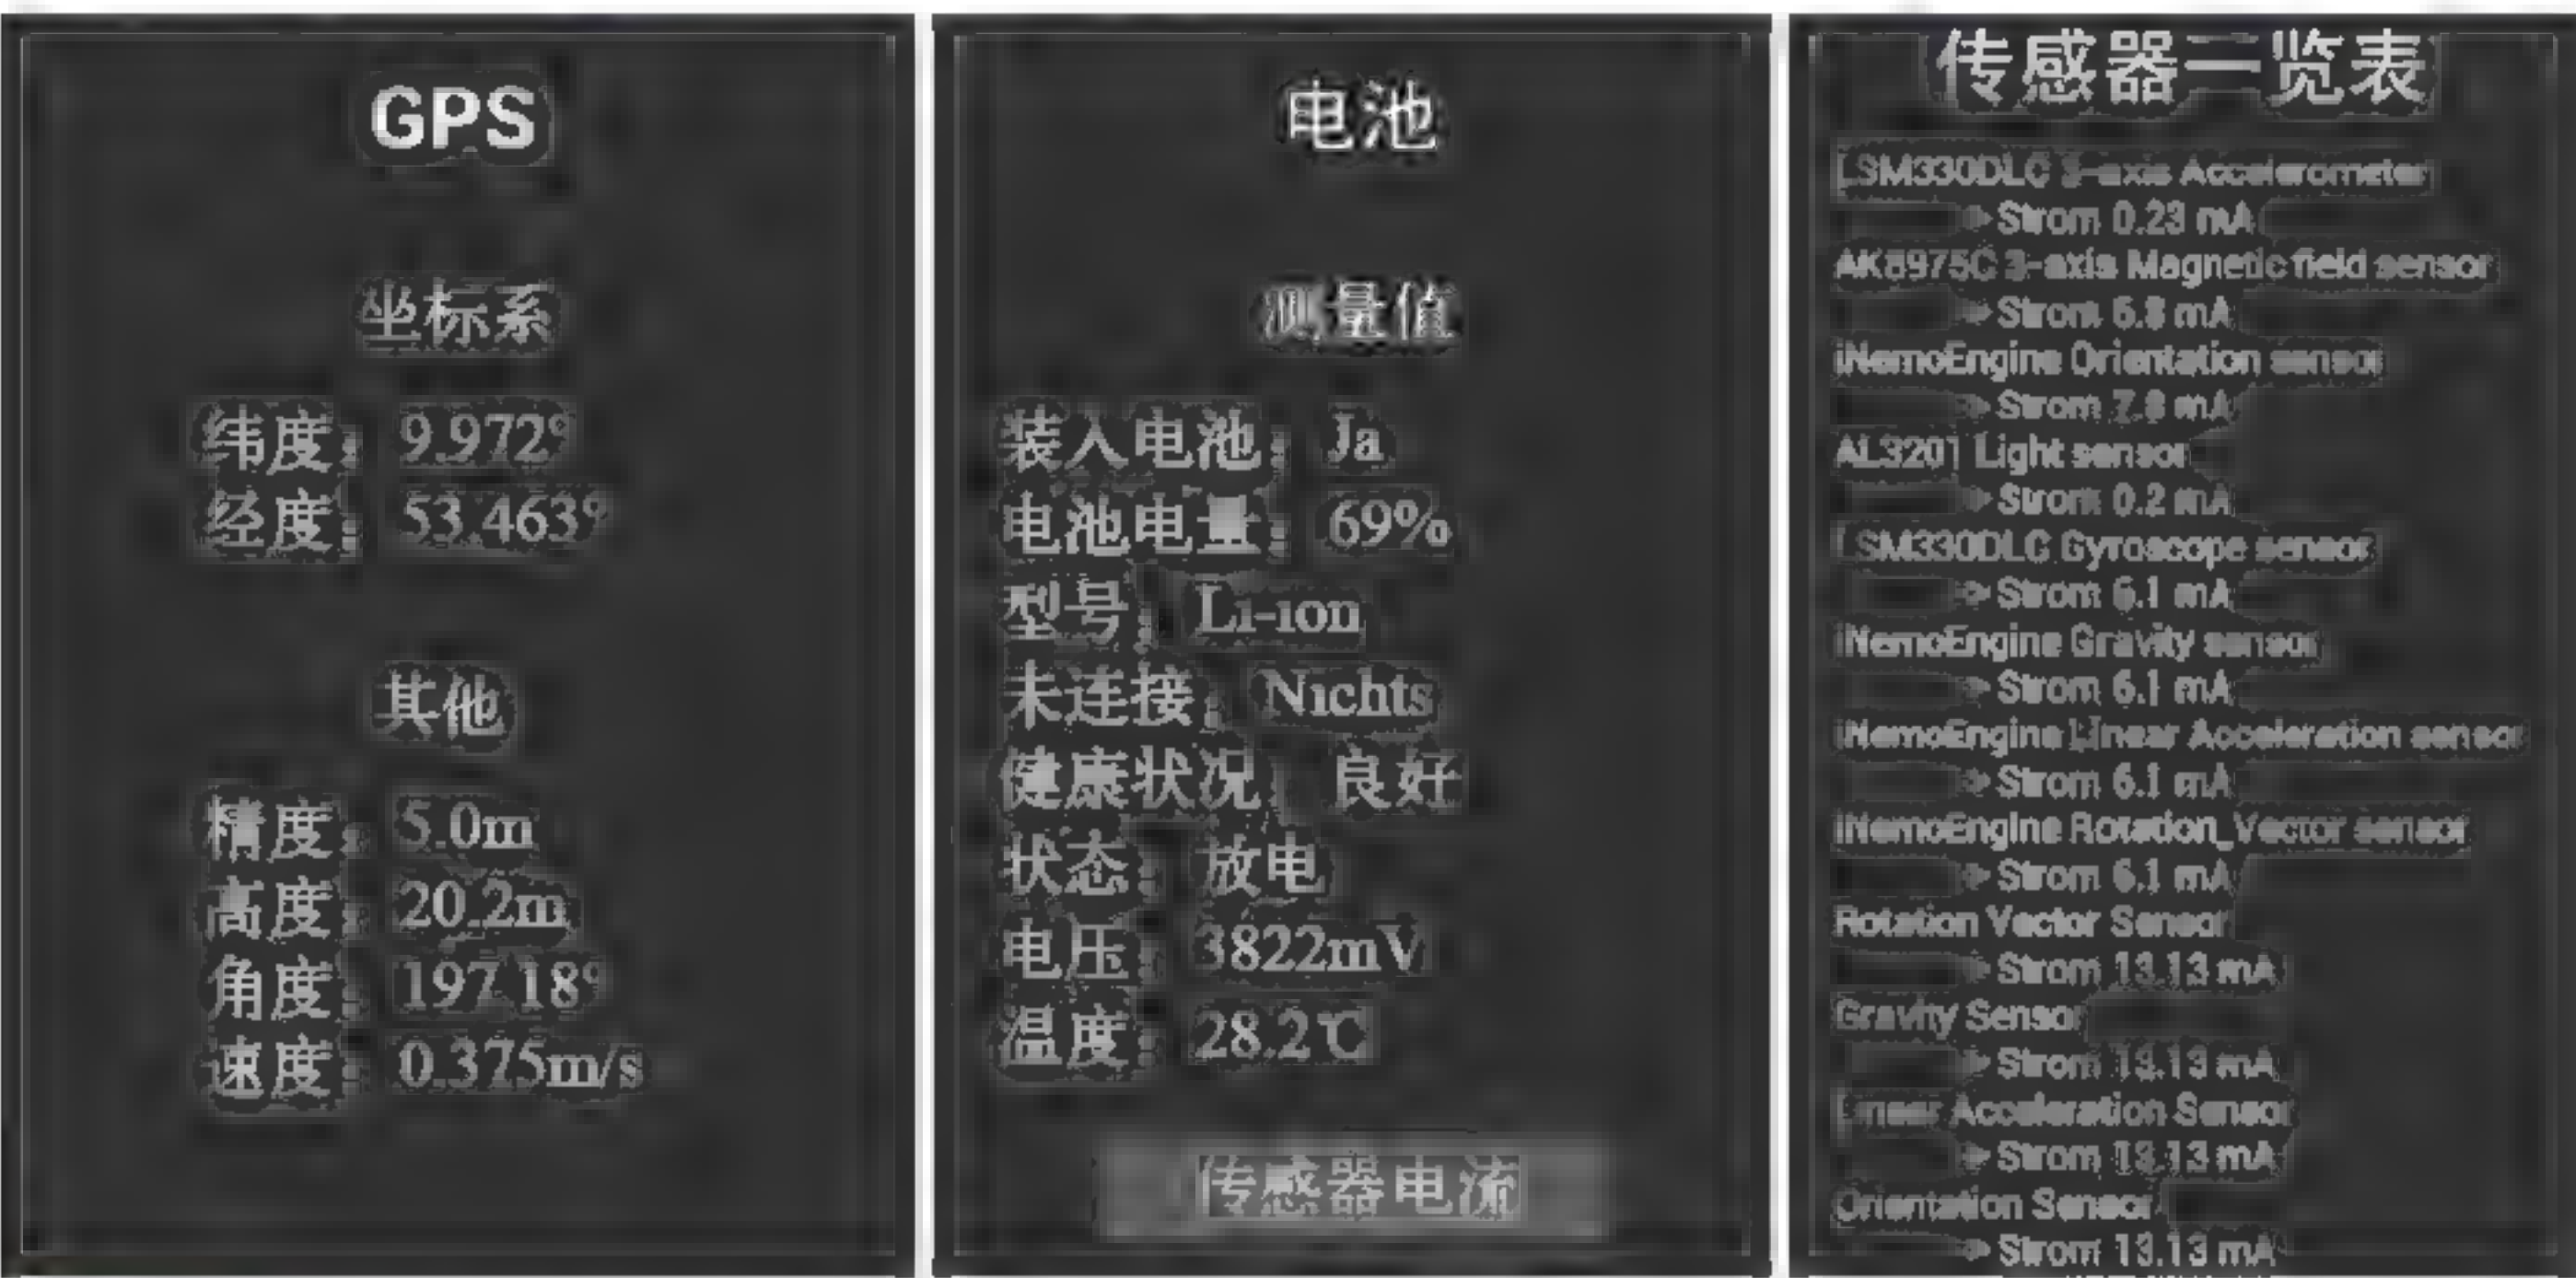 GPS
坐标系
纬度: 9.972°
经度: 53.463°
其他
精度: 5.0m
高度: 20.2m
角度: 197.18°
速度: 0.375m/s
电池
测量值
装入电池: Ja
电池电量: 69%
型号: Li-ion
未连接: Nichts
健康状况: 良好
状态: 放电
电压: 3822mV
温度: 28.2℃
传感器电流
传感器一览表
LSM330DLC 3-axis Accelerometer
Strom 0.23 mA
AK8975C 3-axis Magnetic field sensor
Strom 6.8 mA
iNemoEngine Orientation sensor
Strom 7.8 mA
AL3201 Light sensor
Strom 0.2 mA
LSM330DLC Gyroscope sensor
Strom 6.1 mA
iNemoEngine Gravity sensor
Strom 6.1 mA
iNemoEngine Linear Acceleration sensor
Strom 6.1 mA
iNemoEngine Rotation_Vector sensor
Strom 6.1 mA
Rotation Vector Sensor
Strom 13.13 mA
Gravity Sensor
Strom 13.13 mA
Linear Acceleration Sensor
Strom 13.13 mA
Orientation Sensor
Strom 13.13 mA